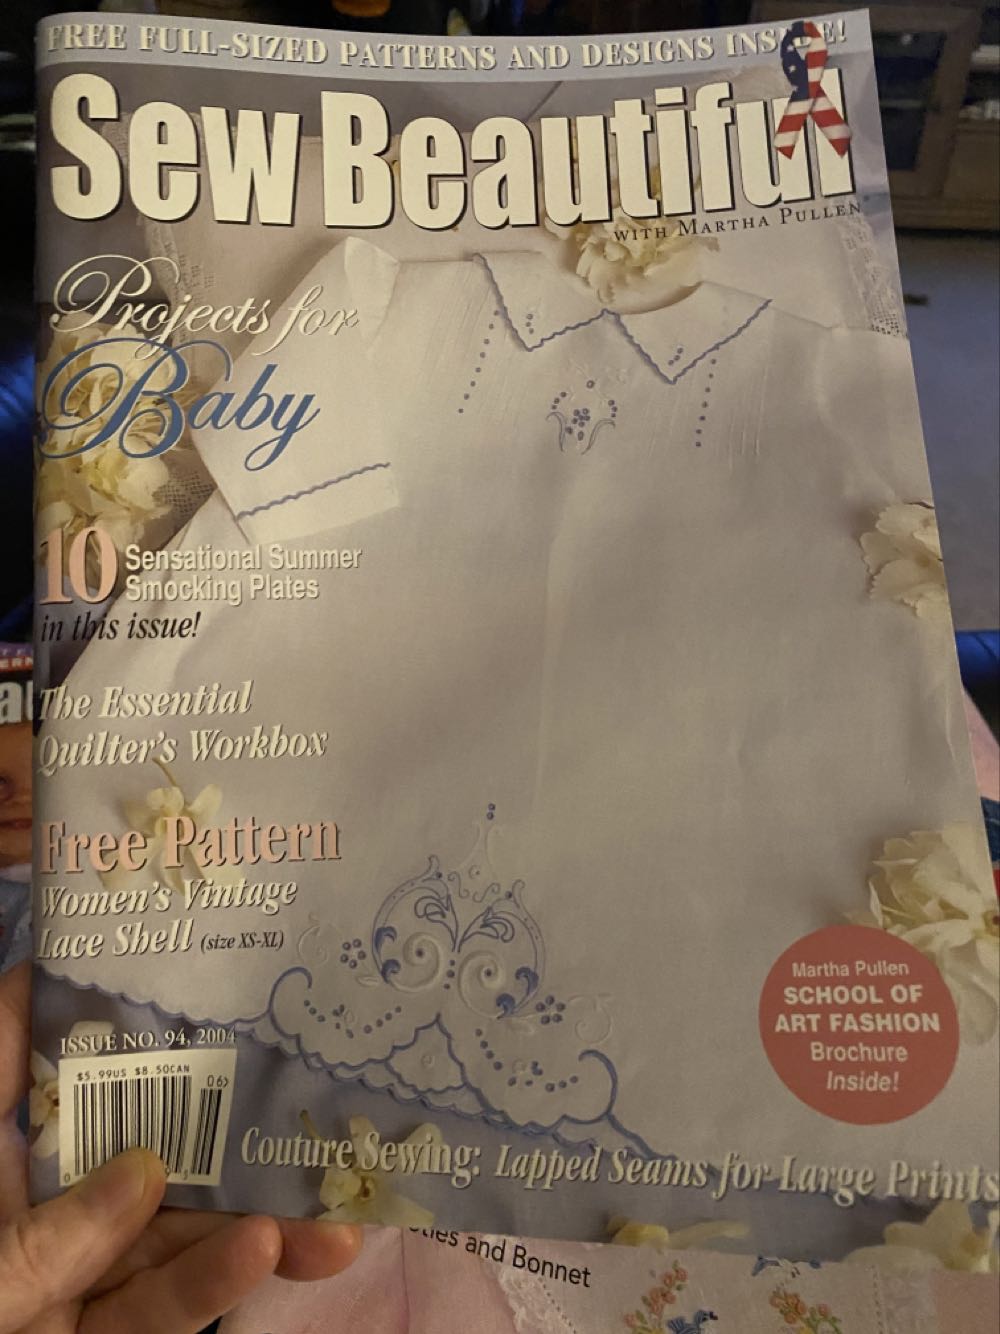 FREE FULL-SIZED PATTERNS AND DESIGNS INSIDE!
Sew Beautiful
WITH MARTHA PULLEN
Projects for
Baby
10 Sensational Summer
Smocking Plates
in this issue!
The Essential
Quilter's Workbox
Free Pattern
Women's Vintage
Lace Shell (size XS-XL)
Martha Pullen
SCHOOL OF
ART FASHION
Brochure
Inside!
ISSUE NO. 94, 2004
$5.99US $8.50CAN
06>
Couture Sewing: Lapped Seams for Large Prints
and Bonnet